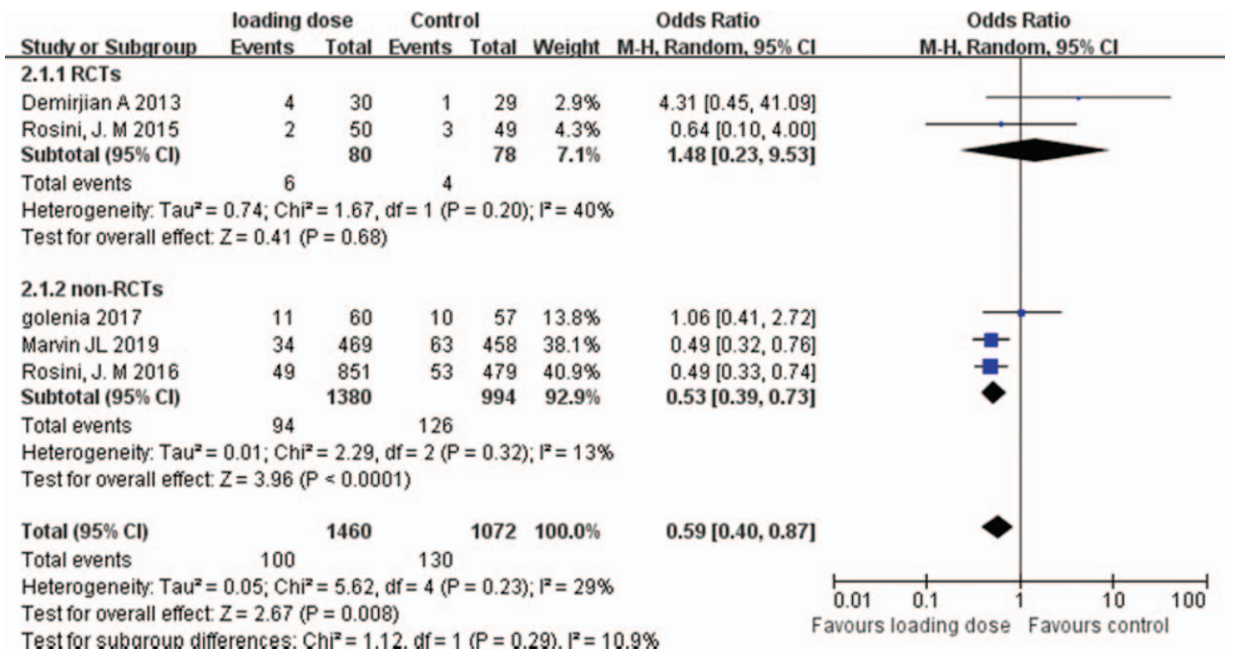 loading dose Control Odds Ratio Odds Ratio
Study or Subgroup Events Total Events Total Weight M-H, Random, 95% CI M-H, Random, 95% CI
2.1.1 RCTs
Demirjian A 2013 4 30 1 29 2.9% 4.31 [0.45, 41.09]
Rosini, J. M 2015 2 50 3 49 4.3% 0.64 [0.10, 4.00]
Subtotal (95% CI) 80 78 7.1% 1.48 [0.23, 9.53]
Total events 6 4
Heterogeneity: Tau² = 0.74; Chi² = 1.67, df = 1 (P = 0.20); I² = 40%
Test for overall effect: Z = 0.41 (P = 0.68)
2.1.2 non-RCTs
golenia 2017 11 60 10 57 13.8% 1.06 [0.41, 2.72]
Marvin JL 2019 34 469 63 458 38.1% 0.49 [0.32, 0.76]
Rosini, J. M 2016 49 851 53 479 40.9% 0.49 [0.33, 0.74]
Subtotal (95% CI) 1380 994 92.9% 0.53 [0.39, 0.73]
Total events 94 126
Heterogeneity: Tau² = 0.01; Chi² = 2.29, df = 2 (P = 0.32); I² = 13%
Test for overall effect: Z = 3.96 (P < 0.0001)
Total (95% CI) 1460 1072 100.0% 0.59 [0.40, 0.87]
Total events 100 130
Heterogeneity: Tau² = 0.05; Chi² = 5.62, df = 4 (P = 0.23); I² = 29%
Test for overall effect: Z = 2.67 (P = 0.008)
Test for subgroup differences: Chi² = 1.12, df = 1 (P = 0.29), I² = 10.9%
0.01 0.1 1 10 100
Favours loading dose Favours control